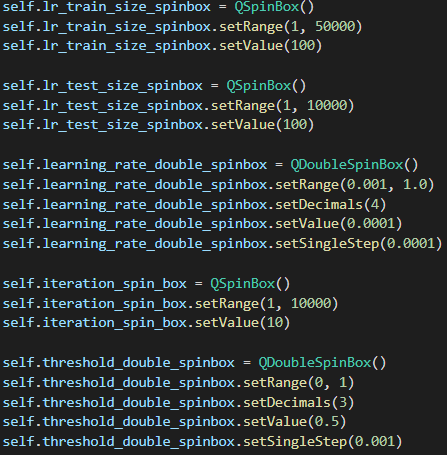 self.lr_train_size_spinbox = QSpinBox()
self.lr_train_size_spinbox.setRange(1, 50000)
self.lr_train_size_spinbox.setValue(100)
self.lr_test_size_spinbox = QSpinBox()
self.lr_test_size_spinbox.setRange(1, 10000)
self.lr_test_size_spinbox.setValue(100)
self.learning_rate_double_spinbox = QDoubleSpinBox()
self.learning_rate_double_spinbox.setRange(0.001, 1.0)
self.learning_rate_double_spinbox.setDecimals(4)
self.learning_rate_double_spinbox.setValue(0.0001)
self.learning_rate_double_spinbox.setSingleStep(0.0001)
self.iteration_spin_box = QSpinBox()
self.iteration_spin_box.setRange(1, 10000)
self.iteration_spin_box.setValue(10)
self.threshold_double_spinbox = QDoubleSpinBox()
self.threshold_double_spinbox.setRange(0, 1)
self.threshold_double_spinbox.setDecimals(3)
self.threshold_double_spinbox.setValue(0.5)
self.threshold_double_spinbox.setSingleStep(0.001)